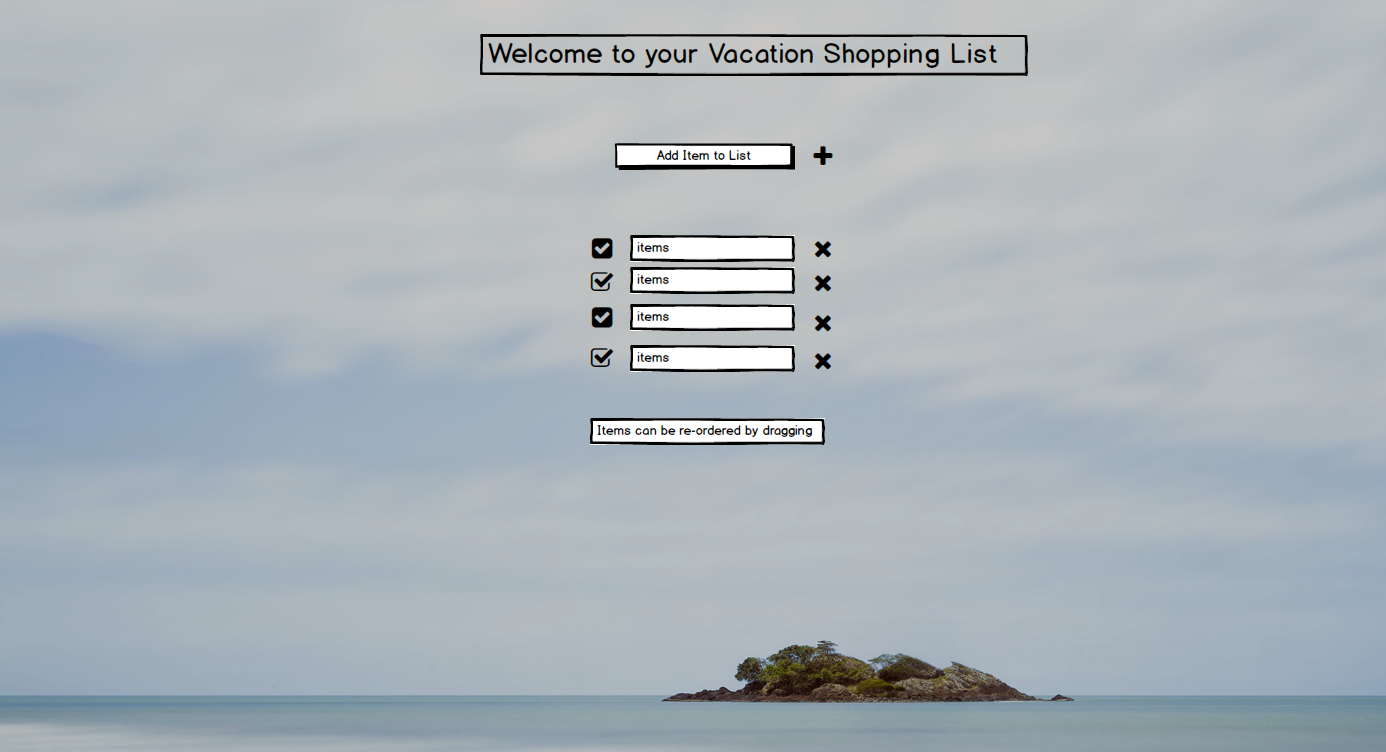 Welcome to your Vacation Shopping List
Add Item to List
items
items
items
items
Items can be re-ordered by dragging